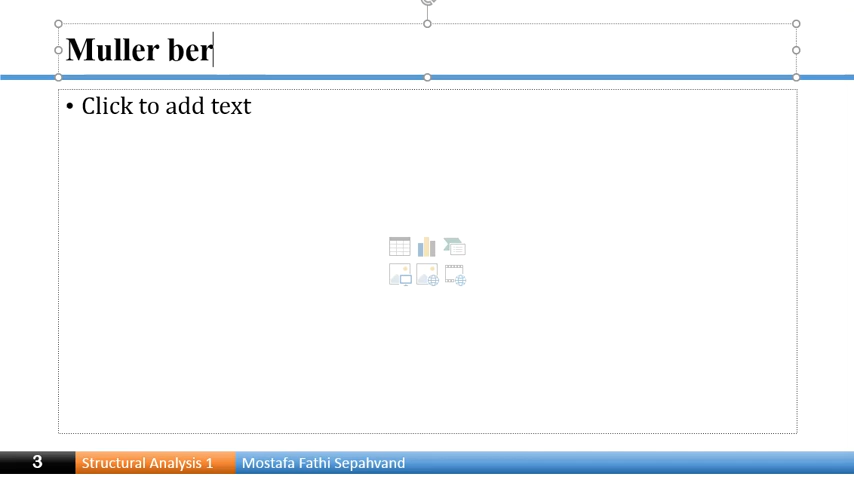 Muller ber
• Click to add text
3 Structural Analysis 1 Mostafa Fathi Sepahvand